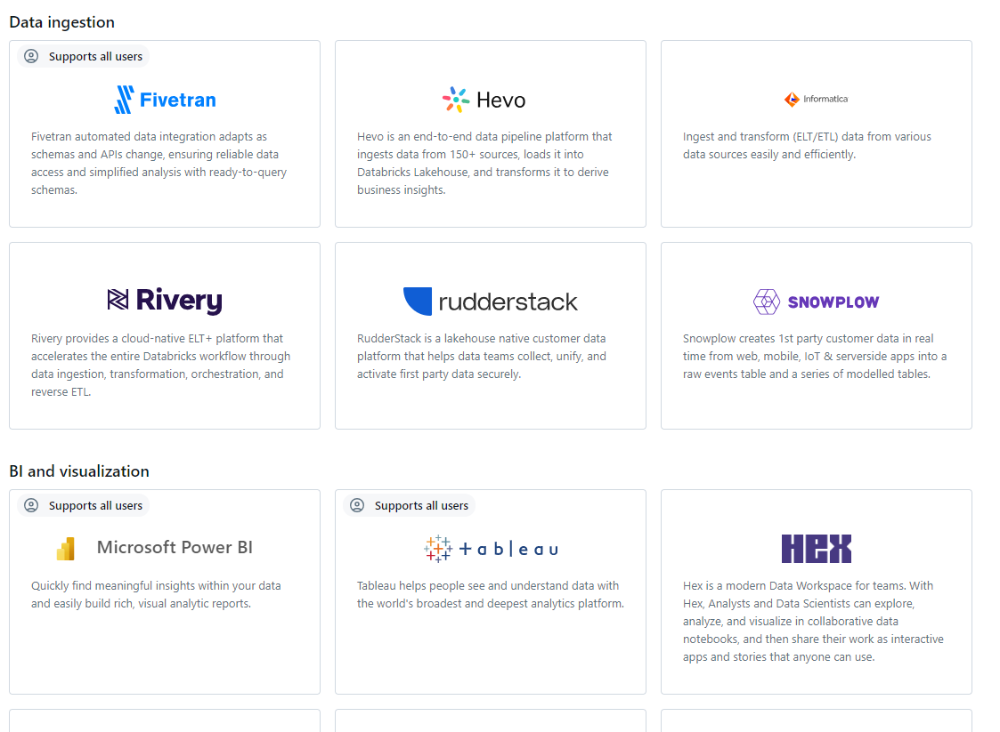 Data ingestion
Supports all users
Fivetran
Fivetran automated data integration adapts as
schemas and APIs change, ensuring reliable data
access and simplified analysis with ready-to-query
schemas.
Hevo
Hevo is an end-to-end data pipeline platform that
ingests data from 150+ sources, loads it into
Databricks Lakehouse, and transforms it to derive
business insights.
Informatica
Ingest and transform (ELT/ETL) data from various
data sources easily and efficiently.
Rivery
Rivery provides a cloud-native ELT+ platform that
accelerates the entire Databricks workflow through
data ingestion, transformation, orchestration, and
reverse ETL.
rudderstack
RudderStack is a lakehouse native customer data
platform that helps data teams collect, unify, and
activate first party data securely.
SNOWPLOW
Snowplow creates 1st party customer data in real
time from web, mobile, IoT & serverside apps into a
raw events table and a series of modelled tables.
BI and visualization
Supports all users
Microsoft Power BI
Quickly find meaningful insights within your data
and easily build rich, visual analytic reports.
Supports all users
+ableau
Tableau helps people see and understand data with
the world's broadest and deepest analytics platform.
HEX
Hex is a modern Data Workspace for teams. With
Hex, Analysts and Data Scientists can explore,
analyze, and visualize in collaborative data
notebooks, and then share their work as interactive
apps and stories that anyone can use.